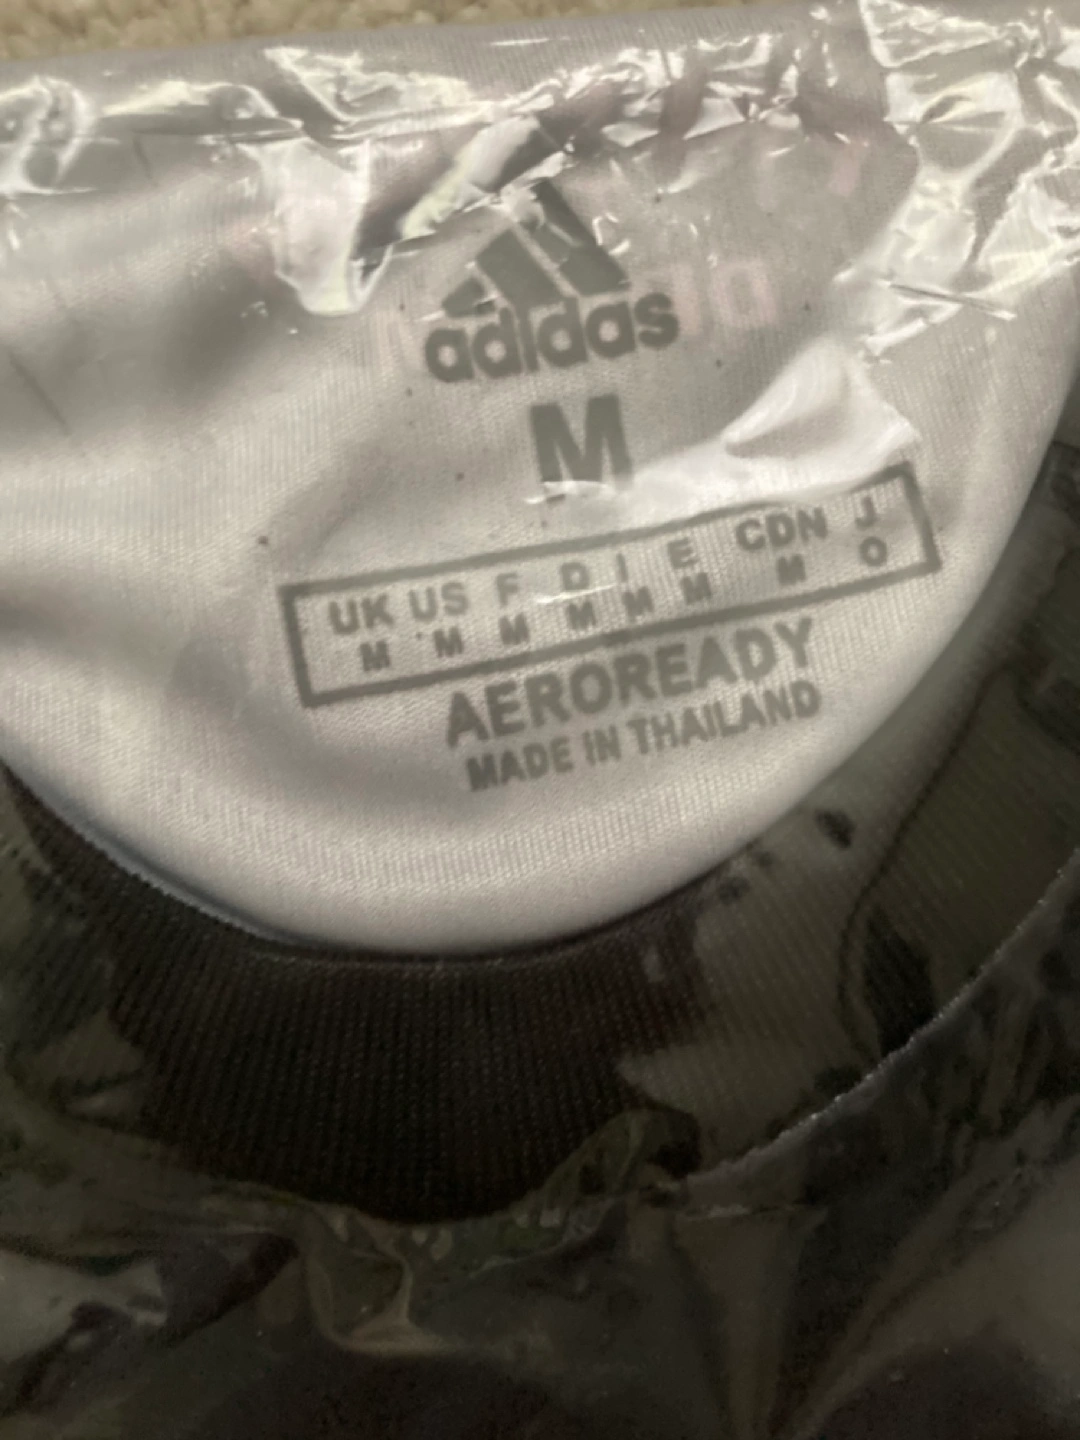 adidas
M
UK US F D I E CDN J
M M M M M M M O
AEROREADY
MADE IN THAILAND